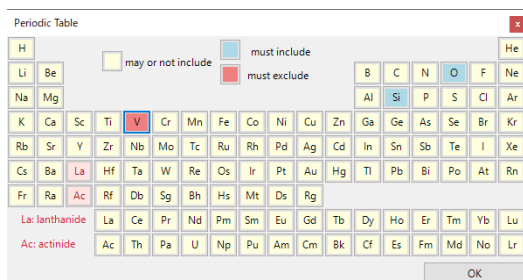 Periodic Table x
H must include He
may or not include
Li Be must exclude B C N O F Ne
Na Mg Al Si P S Cl Ar
K Ca Sc Ti V Cr Mn Fe Co Ni Cu Zn Ga Ge As Se Br Kr
Rb Sr Y Zr Nb Mo Tc Ru Rh Pd Ag Cd In Sn Sb Te I Xe
Cs Ba La Hf Ta W Re Os Ir Pt Au Hg Tl Pb Bi Po At Rn
Fr Ra Ac Rf Db Sg Bh Hs Mt Ds Rg
La: lanthanide La Ce Pr Nd Pm Sm Eu Gd Tb Dy Ho Er Tm Yb Lu
Ac: actinide Ac Th Pa U Np Pu Am Cm Bk Cf Es Fm Md No Lr
OK